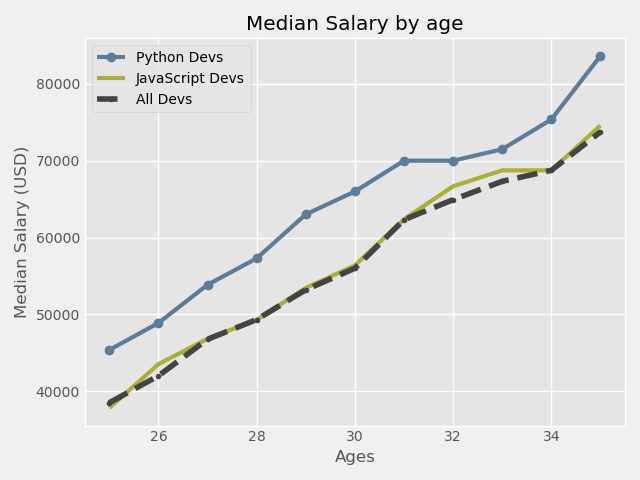 Median Salary by age
Python Devs
JavaScript Devs
All Devs
Median Salary (USD)
80000
70000
60000
50000
40000
26 28 30 32 34
Ages